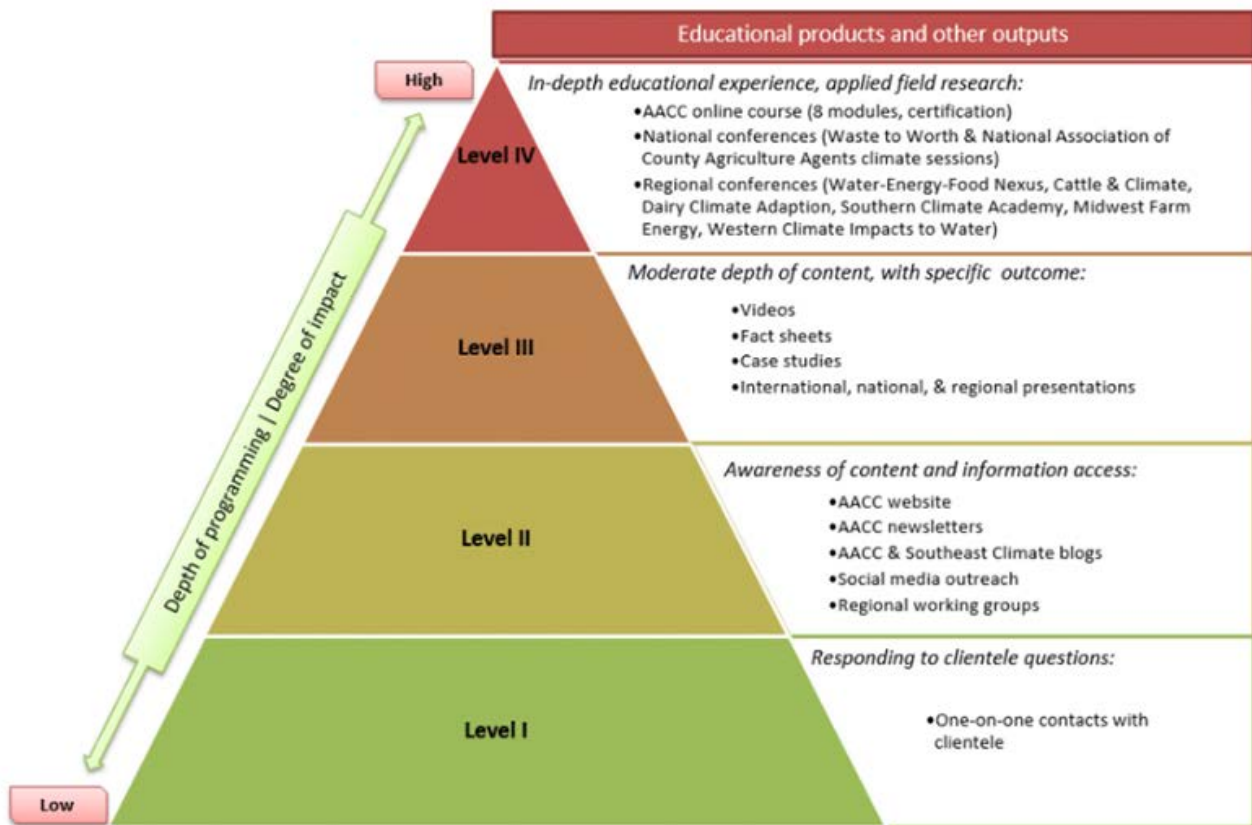 Educational products and other outputs
High
In-depth educational experience, applied field research:
•AACC online course (8 modules, certification)
•National conferences (Waste to Worth & National Association of
County Agriculture Agents climate sessions)
•Regional conferences (Water-Energy-Food Nexus, Cattle & Climate,
Dairy Climate Adaption, Southern Climate Academy, Midwest Farm
Energy, Western Climate Impacts to Water)
Level IV
Moderate depth of content, with specific outcome:
•Videos
•Fact sheets
•Case studies
•International, national, & regional presentations
Level III
Depth of programming | Degree of impact
Awareness of content and information access:
•AACC website
•AACC newsletters
•AACC & Southeast Climate blogs
•Social media outreach
•Regional working groups
Level II
Responding to clientele questions:
•One-on-one contacts with
clientele
Level I
Low